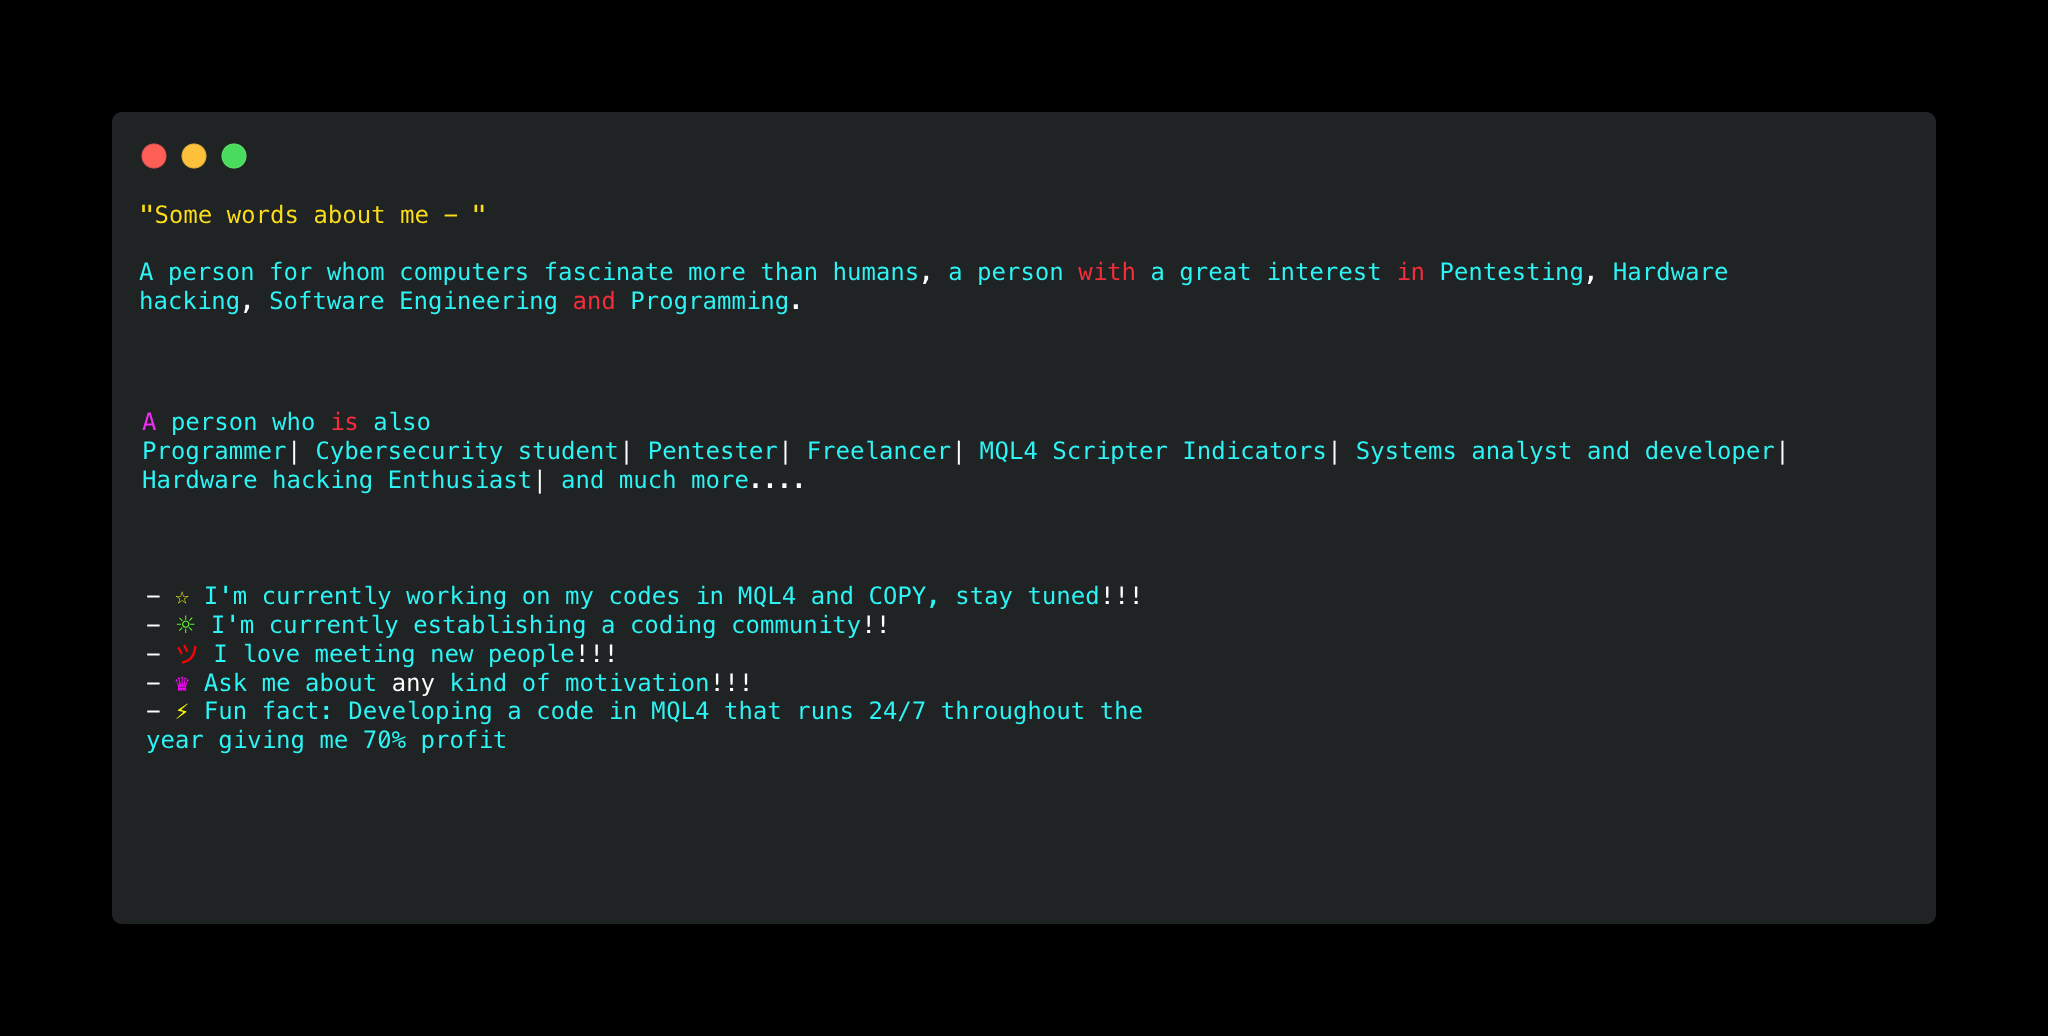 "Some words about me – "
A person for whom computers fascinate more than humans, a person with a great interest in Pentesting, Hardware
hacking, Software Engineering and Programming.
A person who is also
Programmer| Cybersecurity student| Pentester| Freelancer| MQL4 Scripter Indicators| Systems analyst and developer|
Hardware hacking Enthusiast| and much more....
– ☆ I'm currently working on my codes in MQL4 and COPY, stay tuned!!!
– ☼ I'm currently establishing a coding community!!
– ツ I love meeting new people!!!
– ♛ Ask me about any kind of motivation!!!
– ⚡ Fun fact: Developing a code in MQL4 that runs 24/7 throughout the
year giving me 70% profit